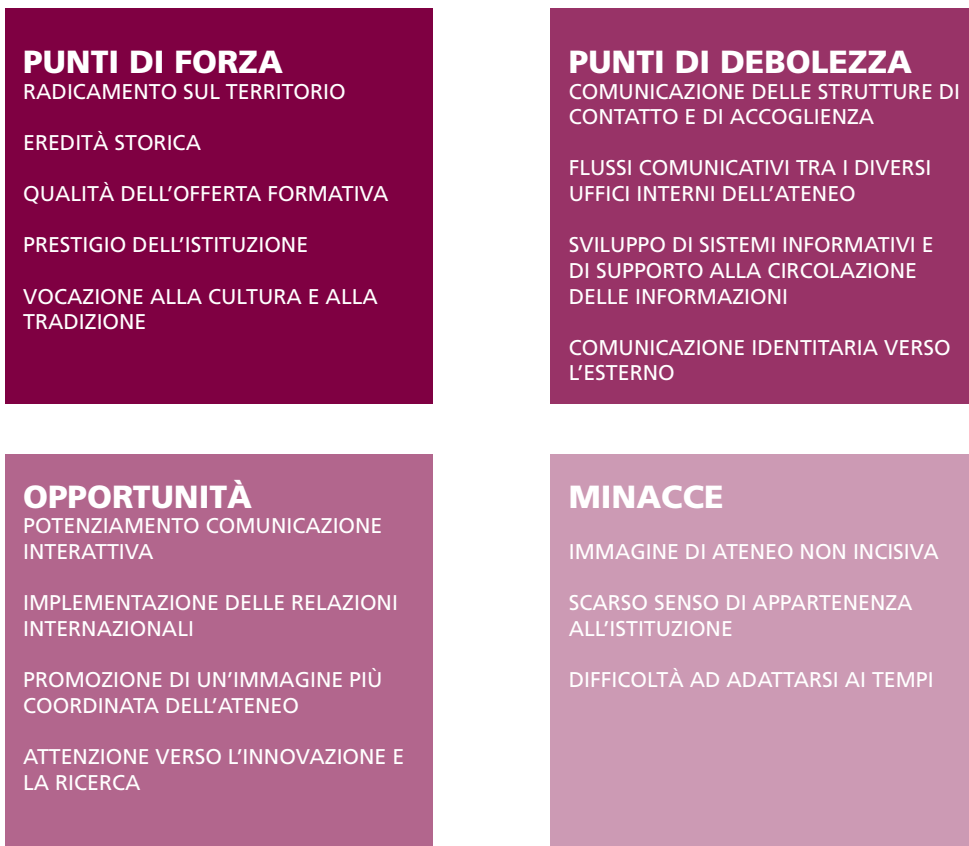 PUNTI DI FORZA
RADICAMENTO SUL TERRITORIO
EREDITÀ STORICA
QUALITÀ DELL'OFFERTA FORMATIVA
PRESTIGIO DELL'ISTITUZIONE
VOCAZIONE ALLA CULTURA E ALLA
TRADIZIONE
PUNTI DI DEBOLEZZA
COMUNICAZIONE DELLE STRUTTURE DI
CONTATTO E DI ACCOGLIENZA
FLUSSI COMUNICATIVI TRA I DIVERSI
UFFICI INTERNI DELL'ATENEO
SVILUPPO DI SISTEMI INFORMATIVI E
DI SUPPORTO ALLA CIRCOLAZIONE
DELLE INFORMAZIONI
COMUNICAZIONE IDENTITARIA VERSO
L'ESTERNO
OPPORTUNITÀ
POTENZIAMENTO COMUNICAZIONE
INTERATTIVA
IMPLEMENTAZIONE DELLE RELAZIONI
INTERNAZIONALI
PROMOZIONE DI UN'IMMAGINE PIÙ
COORDINATA DELL'ATENEO
ATTENZIONE VERSO L'INNOVAZIONE E
LA RICERCA
MINACCE
IMMAGINE DI ATENEO NON INCISIVA
SCARSO SENSO DI APPARTENENZA
ALL'ISTITUZIONE
DIFFICOLTÀ AD ADATTARSI AI TEMPI